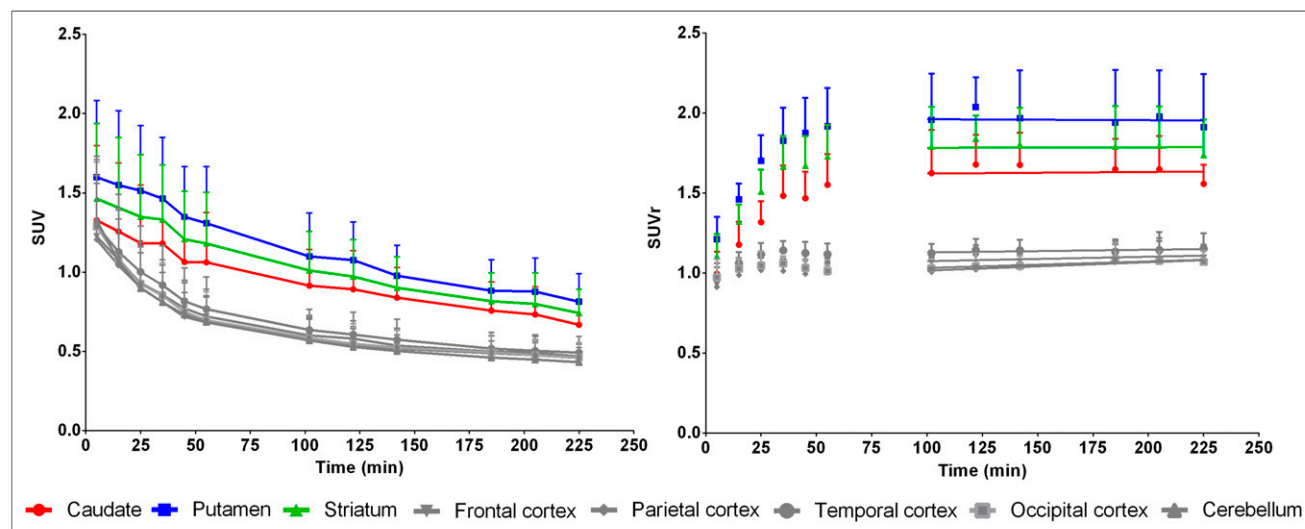 2.5
2.0
1.5
1.0
0.5
0.0
SUV
0 25 50 75 100 125 150 175 200 225 250
Time (min)
2.5
2.0
1.5
1.0
0.5
0.0
SUVr
0 25 50 75 100 125 150 175 200 225 250
Time (min)
Caudate Putamen Striatum Frontal cortex Parietal cortex Temporal cortex Occipital cortex Cerebellum